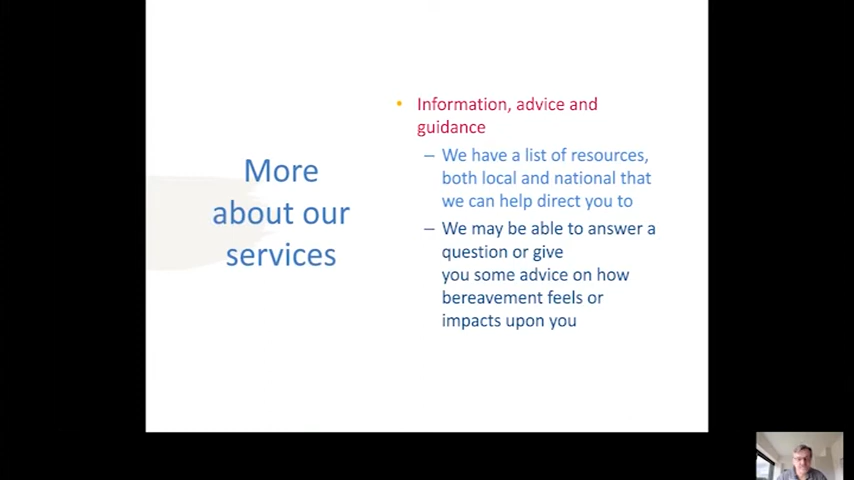 More
about our
services
• Information, advice and
guidance
– We have a list of resources,
both local and national that
we can help direct you to
– We may be able to answer a
question or give
you some advice on how
bereavement feels or
impacts upon you